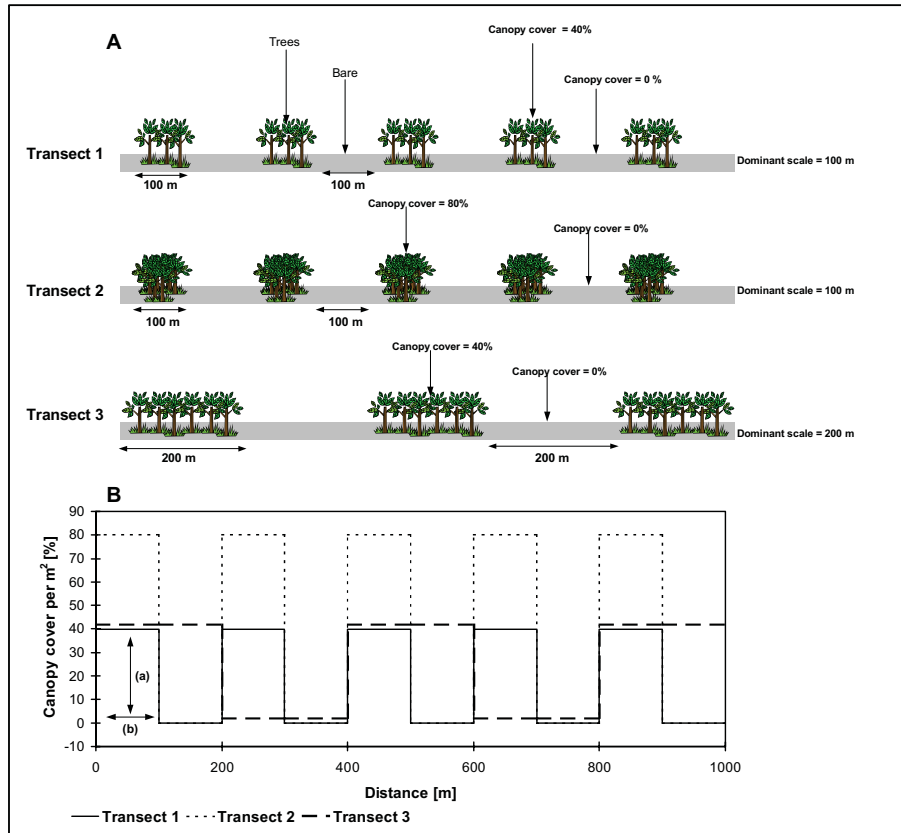 A
Trees
Bare
Canopy cover = 40%
Canopy cover = 0 %
Transect 1
Dominant scale = 100 m
100 m
100 m
Canopy cover = 80%
Canopy cover = 0%
Transect 2
Dominant scale = 100 m
100 m
100 m
Canopy cover = 40%
Canopy cover = 0%
Transect 3
Dominant scale = 200 m
200 m
200 m
B
Canopy cover per m² [%]
90
80
70
60
50
40
30
20
10
0
-10
(a)
(b)
0 200 400 600 800 1000
Distance [m]
Transect 1 Transect 2 Transect 3